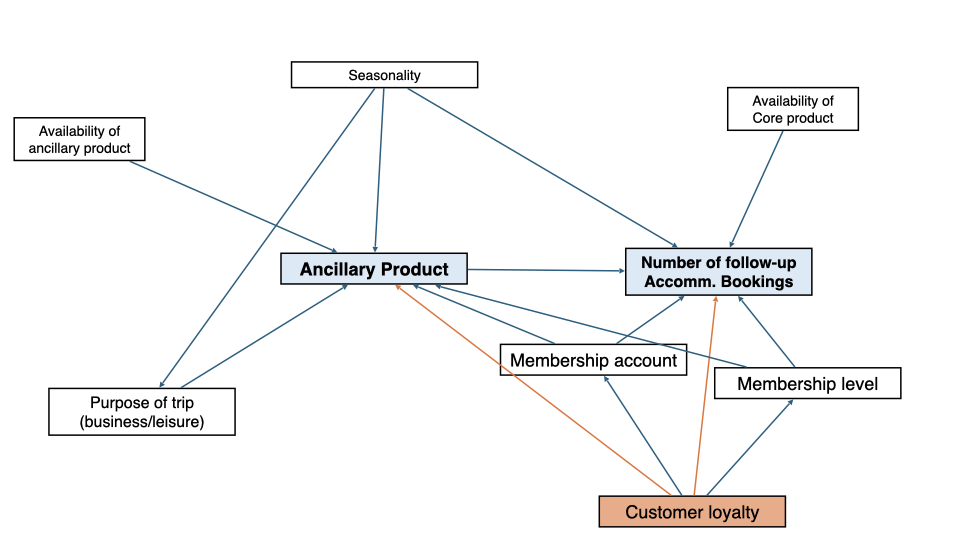 Seasonality
Availability of
Core product
Availability of
ancillary product
Ancillary Product
Number of follow-up
Accomm. Bookings
Membership account
Membership level
Purpose of trip
(business/leisure)
Customer loyalty